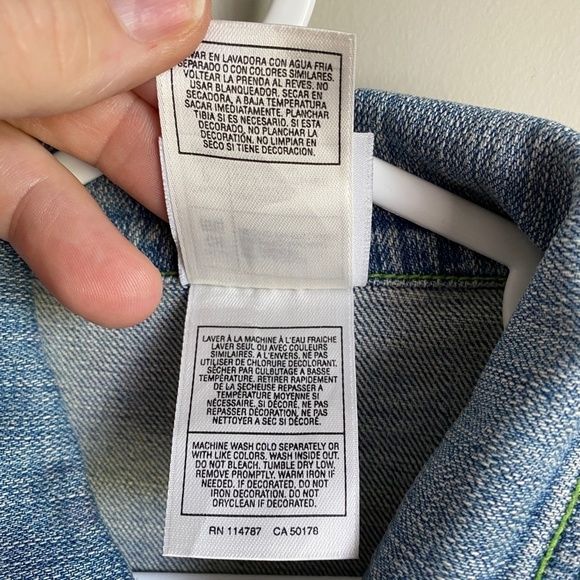 LAVAR EN LAVADORA CON AGUA FRIA
SEPARADO O CON COLORES SIMILARES.
VOLTEAR LA PRENDA AL REVES. NO
USAR BLANQUEADOR. SECAR EN
SECADORA, A BAJA TEMPERATURA
SACAR IMEDIATAMENTE. PLANCHAR
TIBIA SI ES NECESARIO. SI ESTA
DECORADO, NO PLANCHAR LA
DECORACION. NO LIMPIAR EN
SECO SI TIENE DECORACION.
LAVER À LA MACHINE À L'EAU FRAICHE
LAVER SEUL OU AVEC COULEURS
SIMILAIRES. A L'ENVERS. NE PAS
UTILISER DE CHLORURE DÉCOLORANT.
SÉCHER PAR CULBUTAGE A BASSE
TEMPÉRATURE. RETIRER RAPIDEMENT
DE LA SÉCHEUSE REPASSER A
TEMPÉRATURE MOYENNE SI
NÉCESSAIRE. SI DÉCORÉ, NE PAS
REPASSER DÉCORATION, NE PAS
NETTOYER A SEC SI DÉCORÉ.
MACHINE WASH COLD SEPARATELY OR
WITH LIKE COLORS. WASH INSIDE OUT.
DO NOT BLEACH. TUMBLE DRY LOW,
REMOVE PROMPTLY. WARM IRON IF
NEEDED. IF DECORATED, DO NOT
IRON DECORATION. DO NOT
DRYCLEAN IF DECORATED.
RN 114787 CA 50178